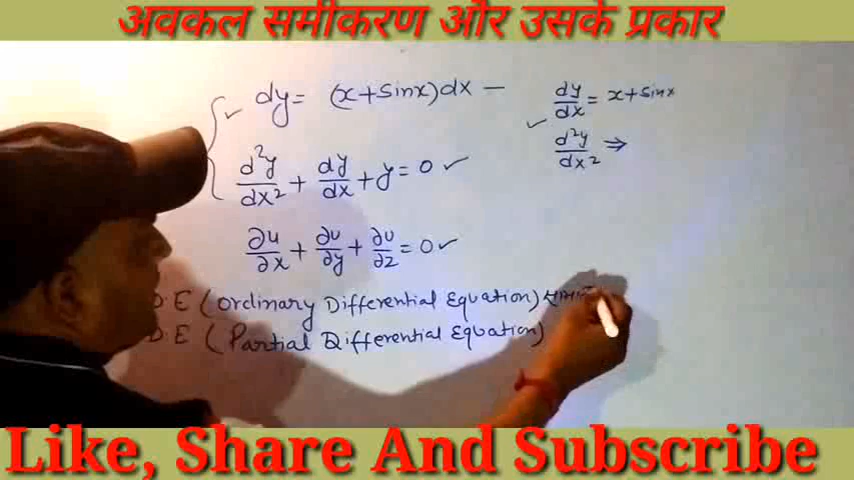 अवकल समीकरण और उसके प्रकार
dy = (x+sinx)dx —
dy/dx = x+sinx
d²y/dx² + dy/dx + y = 0 ✓
d²y/dx² ⇒
∂u/∂x + ∂u/∂y + ∂u/∂z = 0 ✓
D.E (Ordinary Differential Equation)
D.E (Partial Differential Equation)
Like, Share And Subscribe